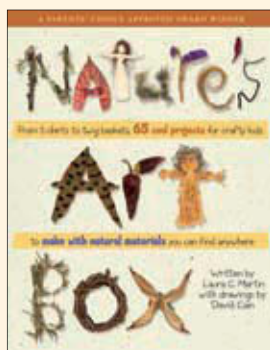 A PARENTS' CHOICE APPROVED AWARD WINNER
Nature's
From t-shirts to twig baskets, 65 cool projects for crafty kids
Art
to make with natural materials you can find anywhere
Box
Written by
Laura C. Martin
with drawings by
David Cain